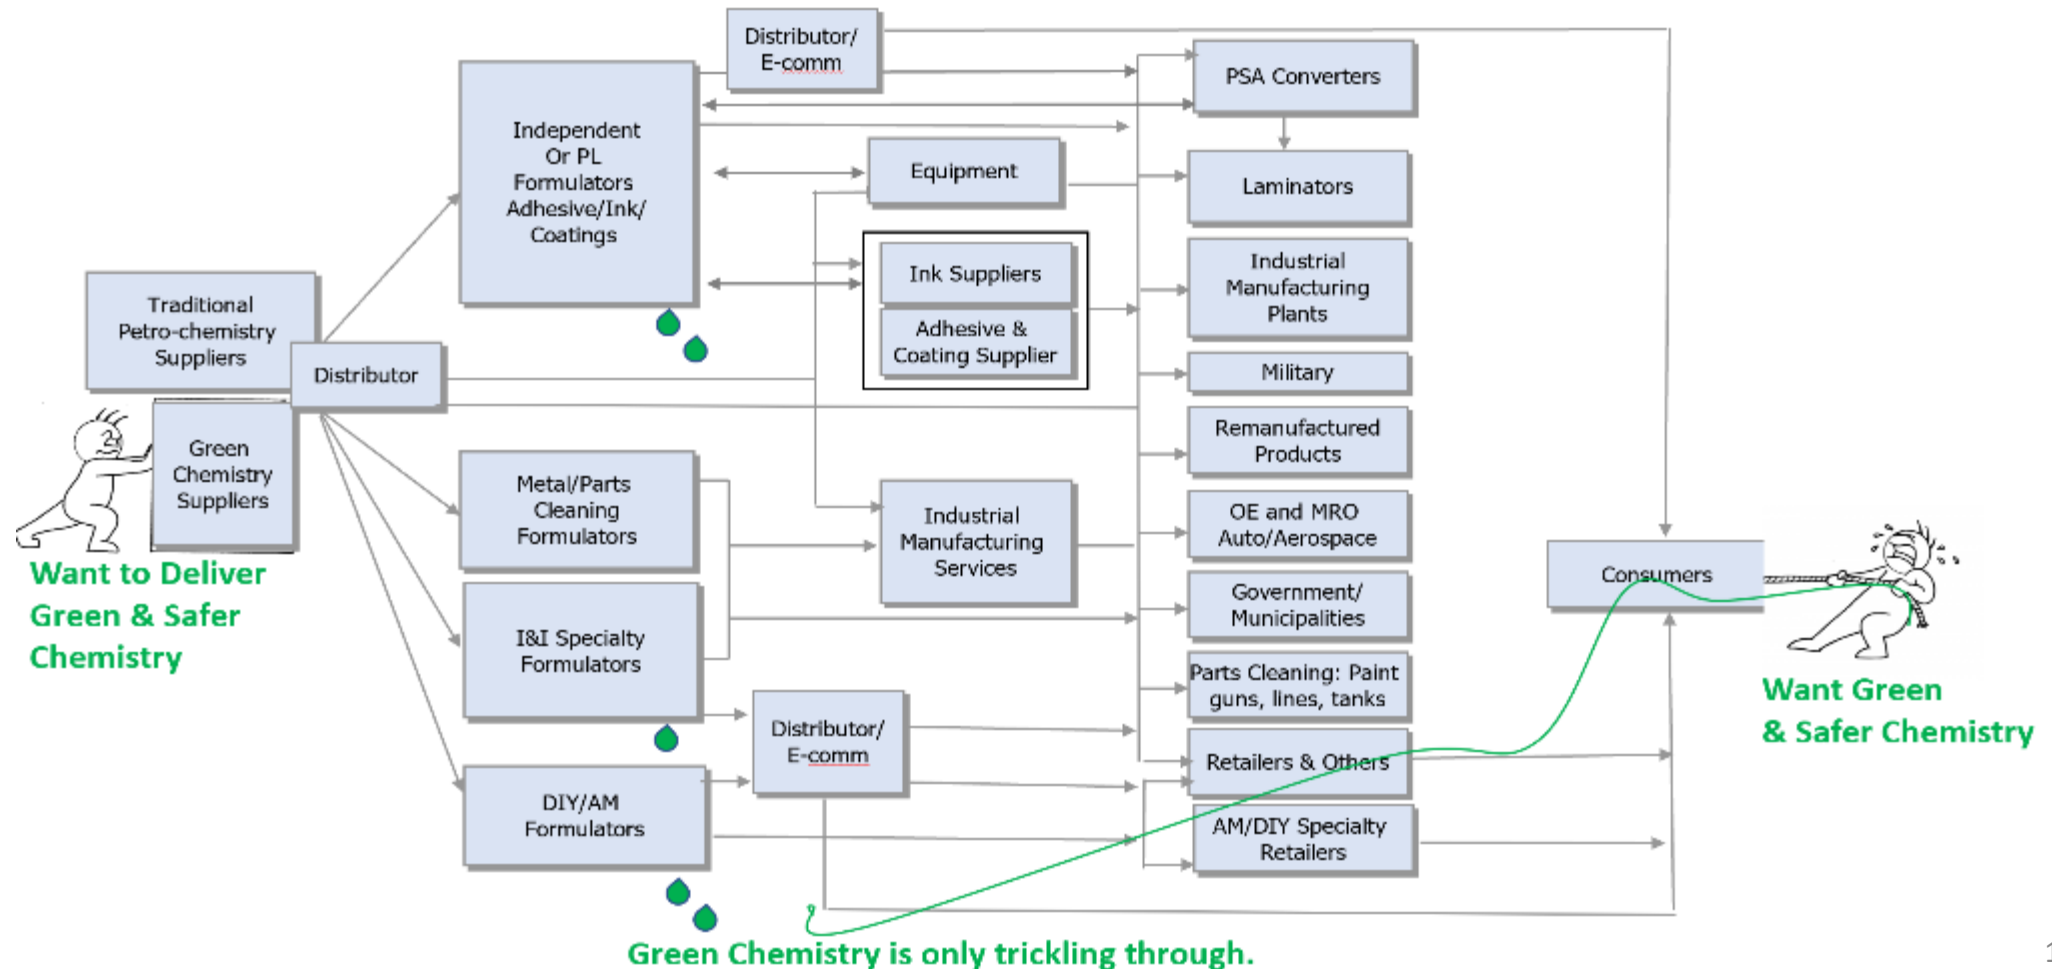 Distributor/
E-comm
PSA Converters
Independent
Or PL
Formulators
Adhesive/Ink/
Coatings
Equipment
Laminators
Ink Suppliers
Adhesive &
Coating Supplier
Industrial
Manufacturing
Plants
Traditional
Petro-chemistry
Suppliers
Distributor
Military
Green
Chemistry
Suppliers
Remanufactured
Products
Metal/Parts
Cleaning
Formulators
Industrial
Manufacturing
Services
OE and MRO
Auto/Aerospace
Consumers
Want to Deliver
Green & Safer
Chemistry
Government/
Municipalities
I&I Specialty
Formulators
Parts Cleaning: Paint
guns, lines, tanks
Want Green
& Safer Chemistry
Distributor/
E-comm
Retailers & Others
DIY/AM
Formulators
AM/DIY Specialty
Retailers
Green Chemistry is only trickling through.
1